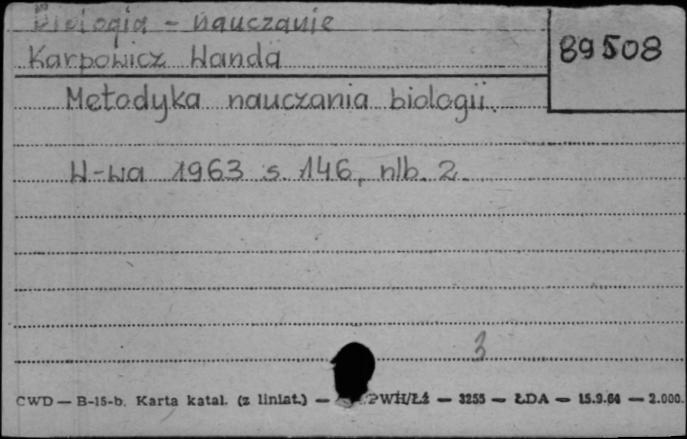 Biologia - nauczanie
Karpowicz Wanda
89508
Metodyka nauczania biologii.
W-wa 1963 s. 146, nlb. 2.
3
CWD — B-15-b. Karta katal. (z liniat.) — PWH/Łź — 3255 — ŁDA — 15.9.64 — 2.000.